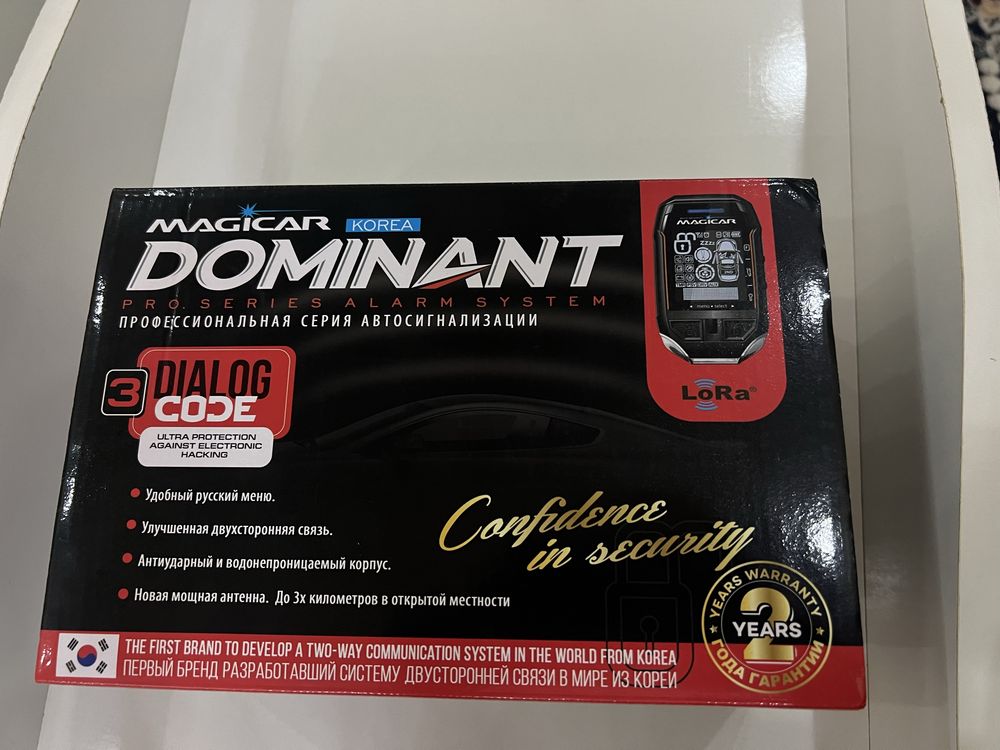 MAGICAR KOREA
DOMINANT
PRO. SERIES ALARM SYSTEM
ПРОФЕССИОНАЛЬНАЯ СЕРИЯ АВТОСИГНАЛИЗАЦИИ
MAGICAR
ZZZZ
menu • select
LoRa®
3 DIALOG
CODE
ULTRA PROTECTION
AGAINST ELECTRONIC
HACKING
• Удобный русский меню.
• Улучшенная двухсторонняя связь.
• Антиударный и водонепроницаемый корпус.
• Новая мощная антенна. До 3х километров в открытой местности
Confidence
in security
YEARS WARRANTY
2
YEARS
ГОДА ГАРАНТИИ
THE FIRST BRAND TO DEVELOP A TWO-WAY COMMUNICATION SYSTEM IN THE WORLD FROM KOREA
ПЕРВЫЙ БРЕНД РАЗРАБОТАВШИЙ СИСТЕМУ ДВУСТОРОННЕЙ СВЯЗИ В МИРЕ ИЗ КОРЕИ